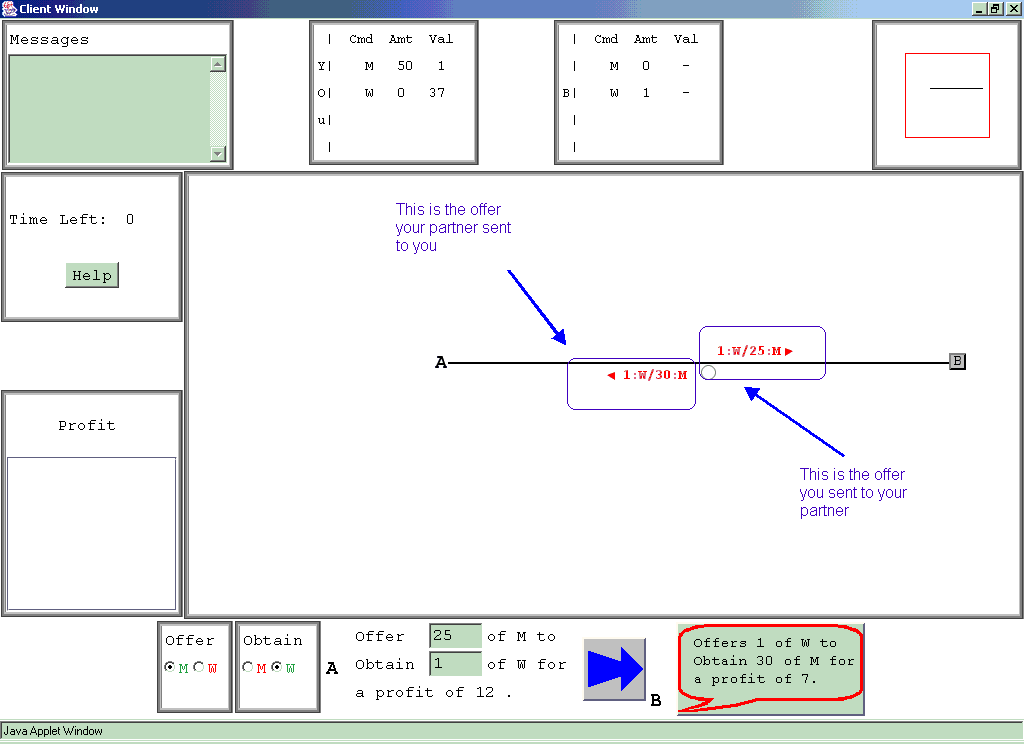 Client Window
Messages
| Cmd Amt Val
Y| M 50 1
O| W 0 37
u|
|
| Cmd Amt Val
| M 0 -
B| W 1 -
|
|
Time Left: 0
Help
This is the offer
your partner sent
to you
1:W/25:M ►
A
B
◄ 1:W/30:M
This is the offer
you sent to your
partner
Profit
Offer
M W
Obtain
M W
A
Offer 25 of M to
Obtain 1 of W for
a profit of 12 .
B
Offers 1 of W to
Obtain 30 of M for
a profit of 7.
Java Applet Window